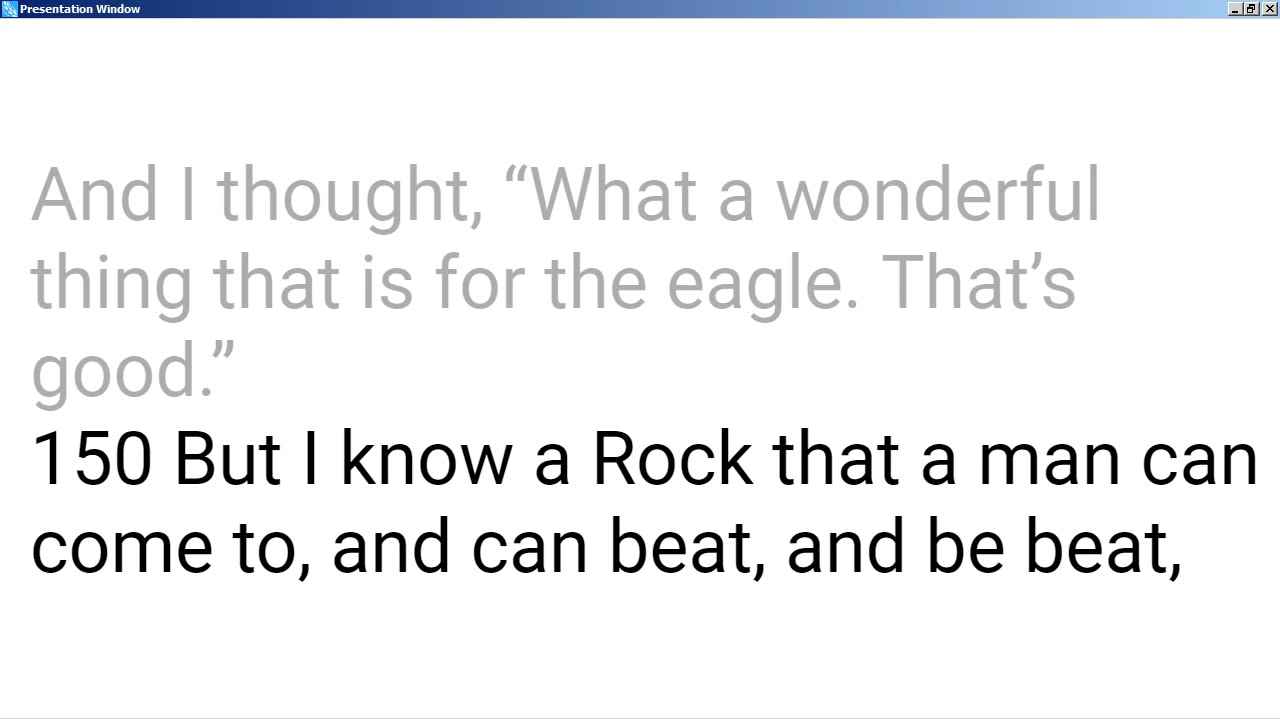 Presentation Window
And I thought, “What a wonderful
thing that is for the eagle. That’s
good.”
150 But I know a Rock that a man can
come to, and can beat, and be beat,